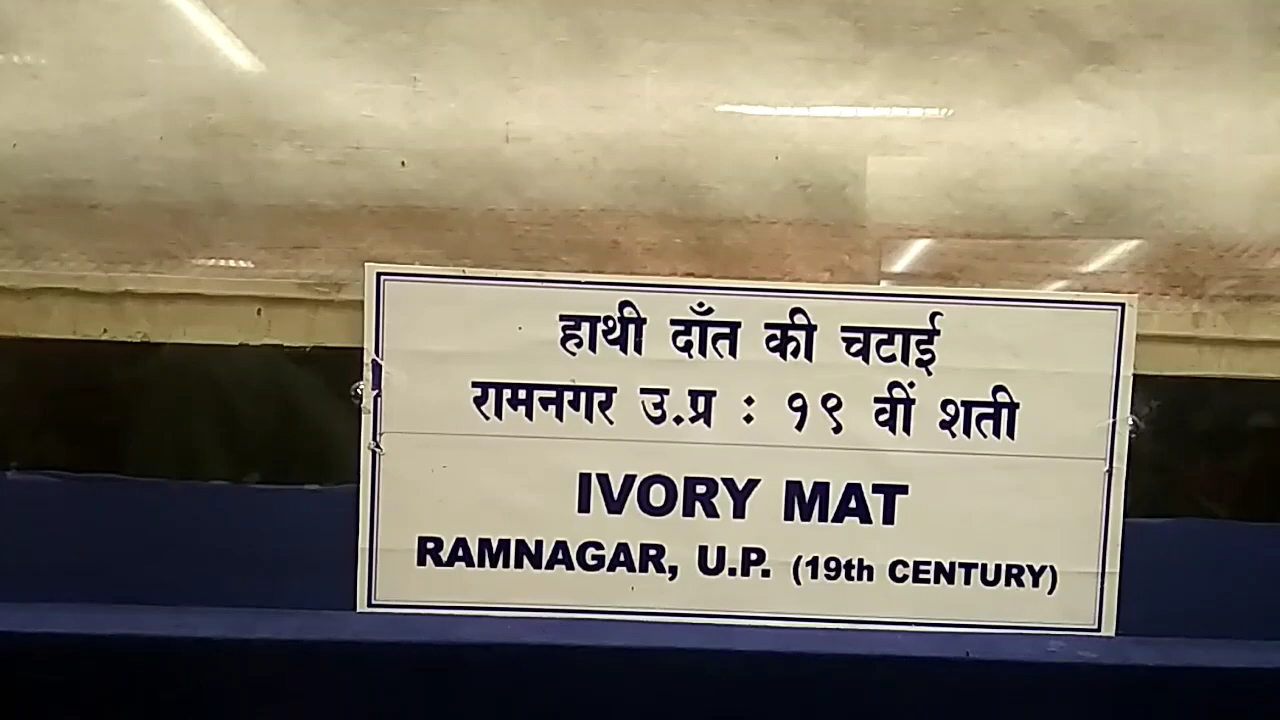 हाथी दाँत की चटाई
रामनगर उ.प्र : १९ वीं शती
IVORY MAT
RAMNAGAR, U.P. (19th CENTURY)